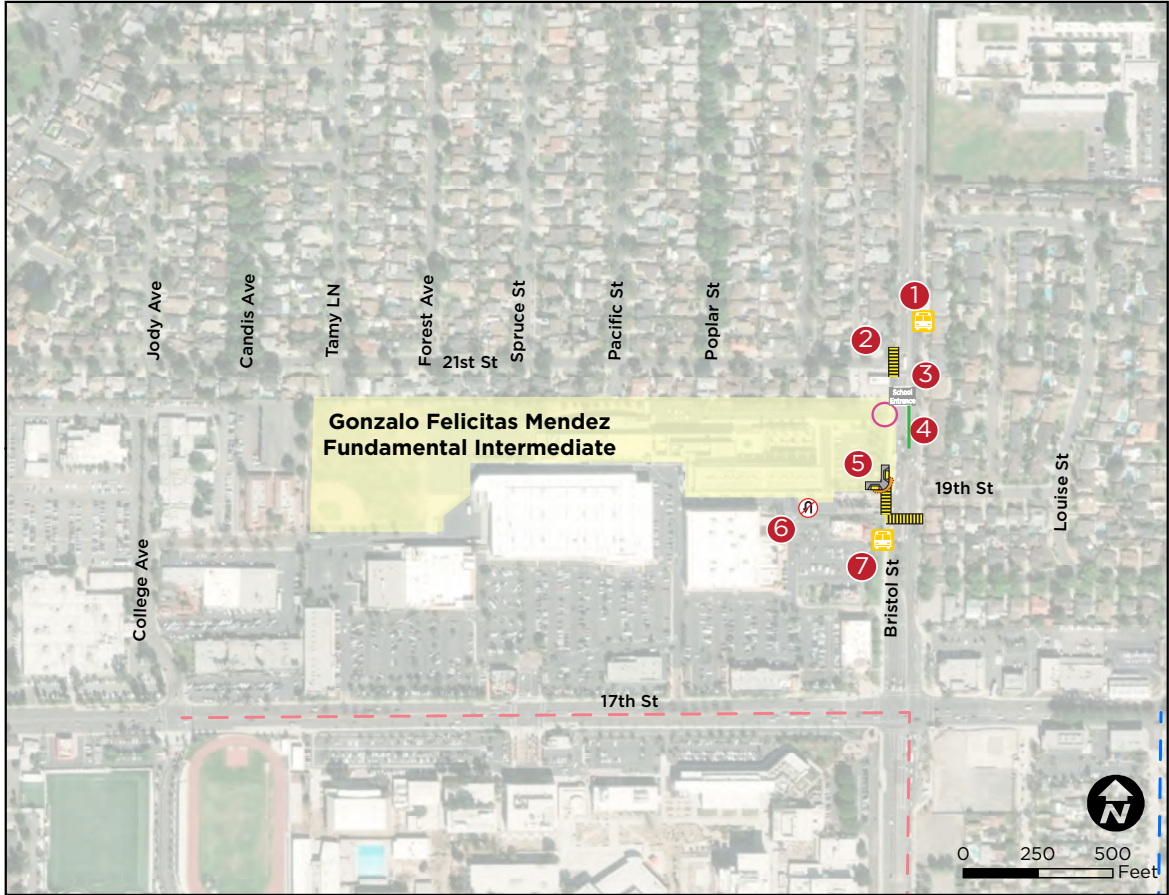 1
2
Jody Ave
Candis Ave
Tamy LN
Forest Ave
Spruce St
Pacific St
Poplar St
21st St
3
School
Entrance
Gonzalo Felicitas Mendez
Fundamental Intermediate
4
5
19th St
Louise St
6
7
College Ave
Bristol St
17th St
N
0 250 500
Feet